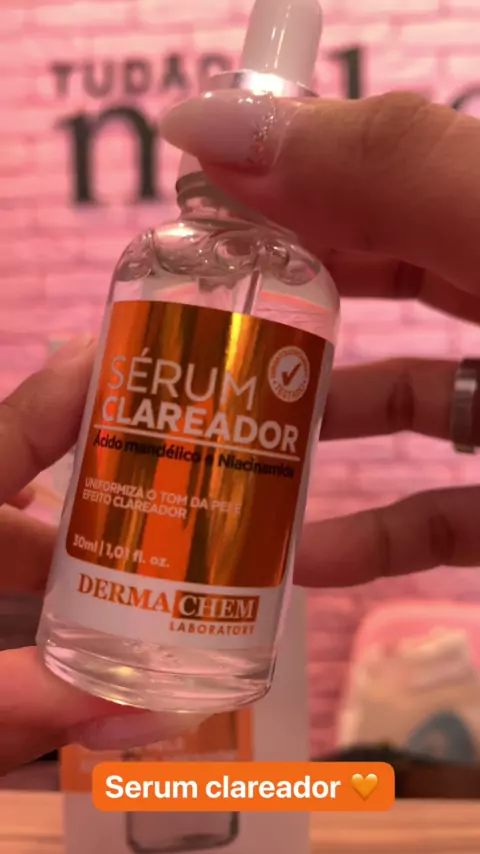 SÉRUM
CLAREADOR
Ácido mandélico e Niacinamida
UNIFORMIZA O TOM DA PELE
EFEITO CLAREADOR
30ml | 1,01 fl. oz.
DERMA CHEM
LABORATORY
Serum clareador 🧡